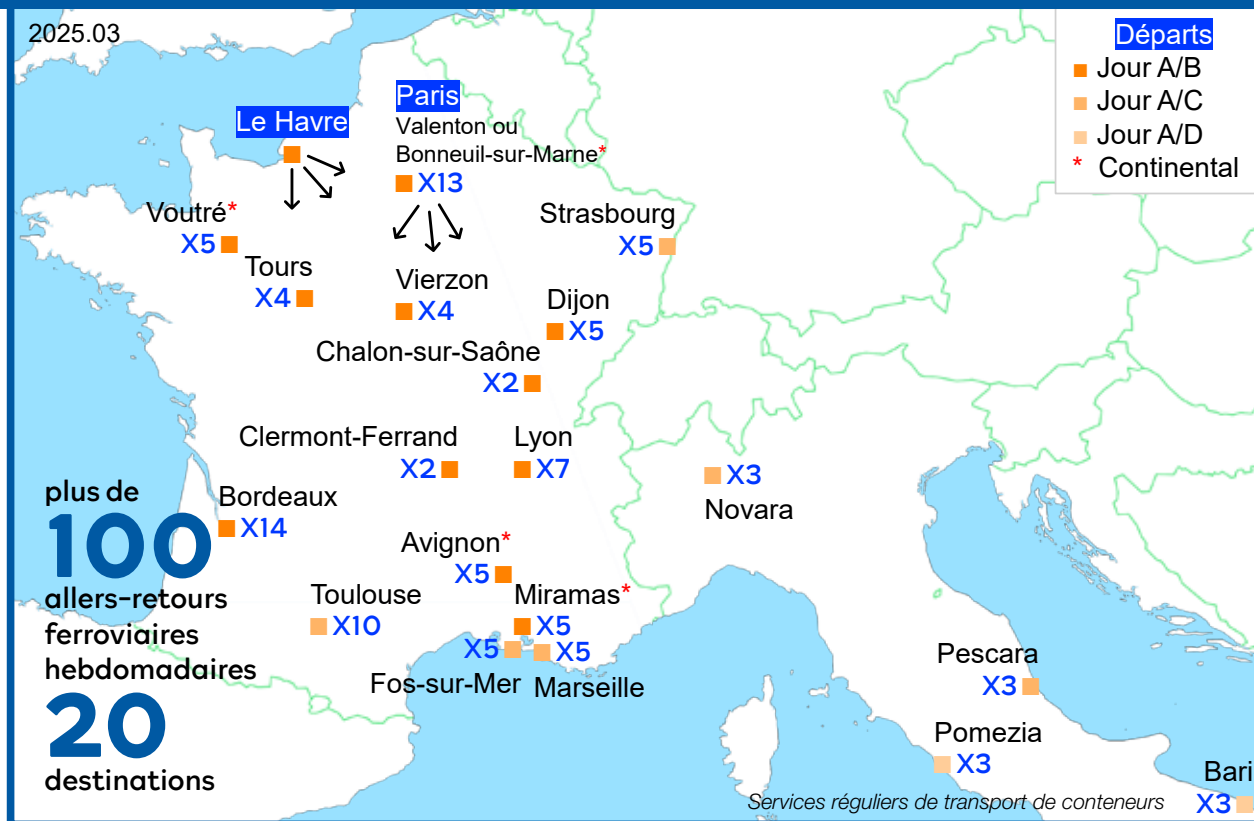 2025.03
Départs
Jour A/B
Jour A/C
Jour A/D
* Continental
Le Havre
Paris
Valenton ou
Bonneuil-sur-Marne*
X13
Voutré*
X5
Strasbourg
X5
Tours
X4
Vierzon
X4
Dijon
X5
Chalon-sur-Saône
X2
Clermont-Ferrand
X2
Lyon
X7
Novara
X3
Bordeaux
X14
Avignon*
X5
Toulouse
X10
Miramas*
X5
Fos-sur-Mer
X5
Marseille
X5
Pescara
X3
Pomezia
X3
Bari
X3
plus de
100
allers-retours
ferroviaires
hebdomadaires
20
destinations
Services réguliers de transport de conteneurs